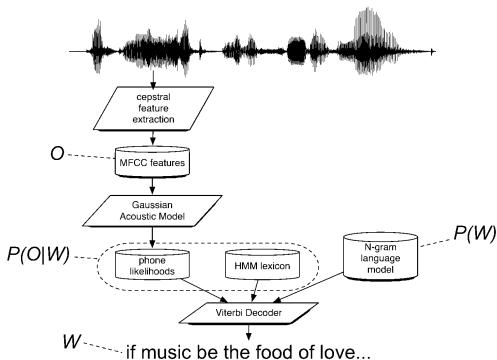 cepstral
feature
extraction
O
MFCC features
Gaussian
Acoustic Model
P(O|W)
phone
likelihoods
HMM lexicon
N-gram
language
model
P(W)
Viterbi Decoder
W
if music be the food of love...